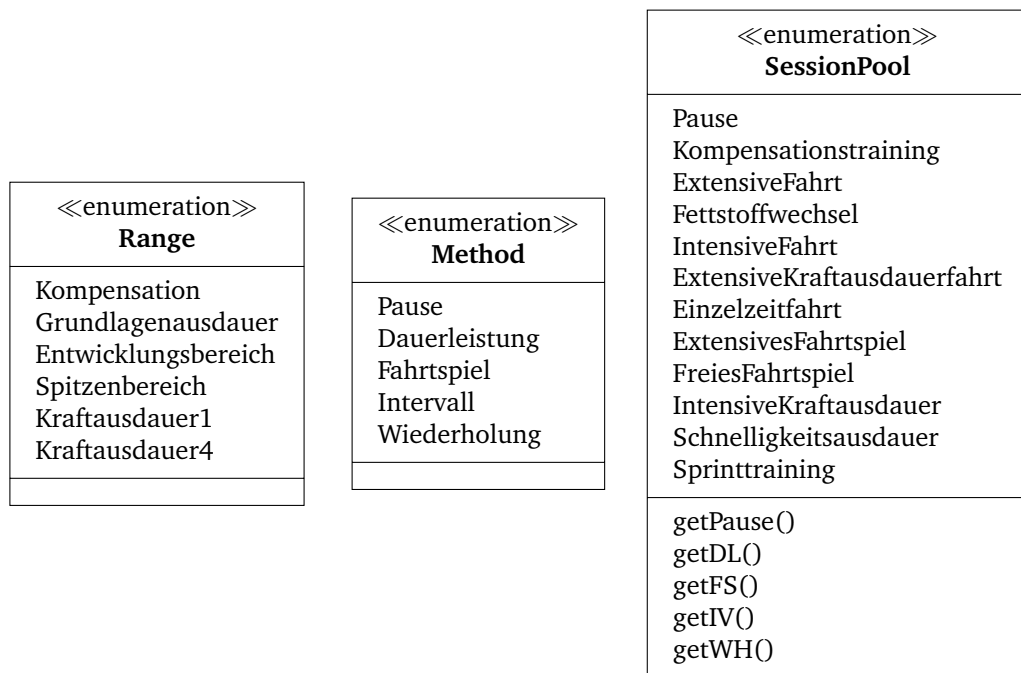 ≪enumeration≫
Range
Kompensation
Grundlagenausdauer
Entwicklungsbereich
Spitzenbereich
Kraftausdauer1
Kraftausdauer4
≪enumeration≫
Method
Pause
Dauerleistung
Fahrtspiel
Intervall
Wiederholung
≪enumeration≫
SessionPool
Pause
Kompensationstraining
ExtensiveFahrt
Fettstoffwechsel
IntensiveFahrt
ExtensiveKraftausdauerfahrt
Einzelzeitfahrt
ExtensivesFahrtspiel
FreiesFahrtspiel
IntensiveKraftausdauer
Schnelligkeitsausdauer
Sprinttraining
getPause()
getDL()
getFS()
getIV()
getWH()